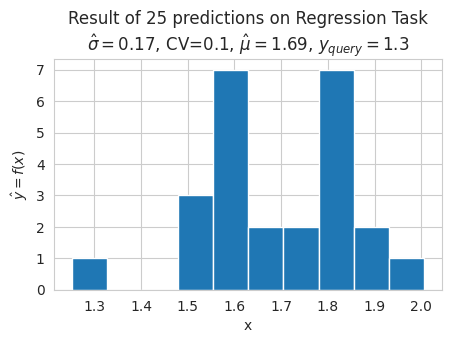 Result of 25 predictions on Regression Task
σ̂ = 0.17, CV=0.1, μ̂ = 1.69, y_query = 1.3
7
6
5
4
3
2
1
0
ŷ = f(x)
1.3 1.4 1.5 1.6 1.7 1.8 1.9 2.0
x